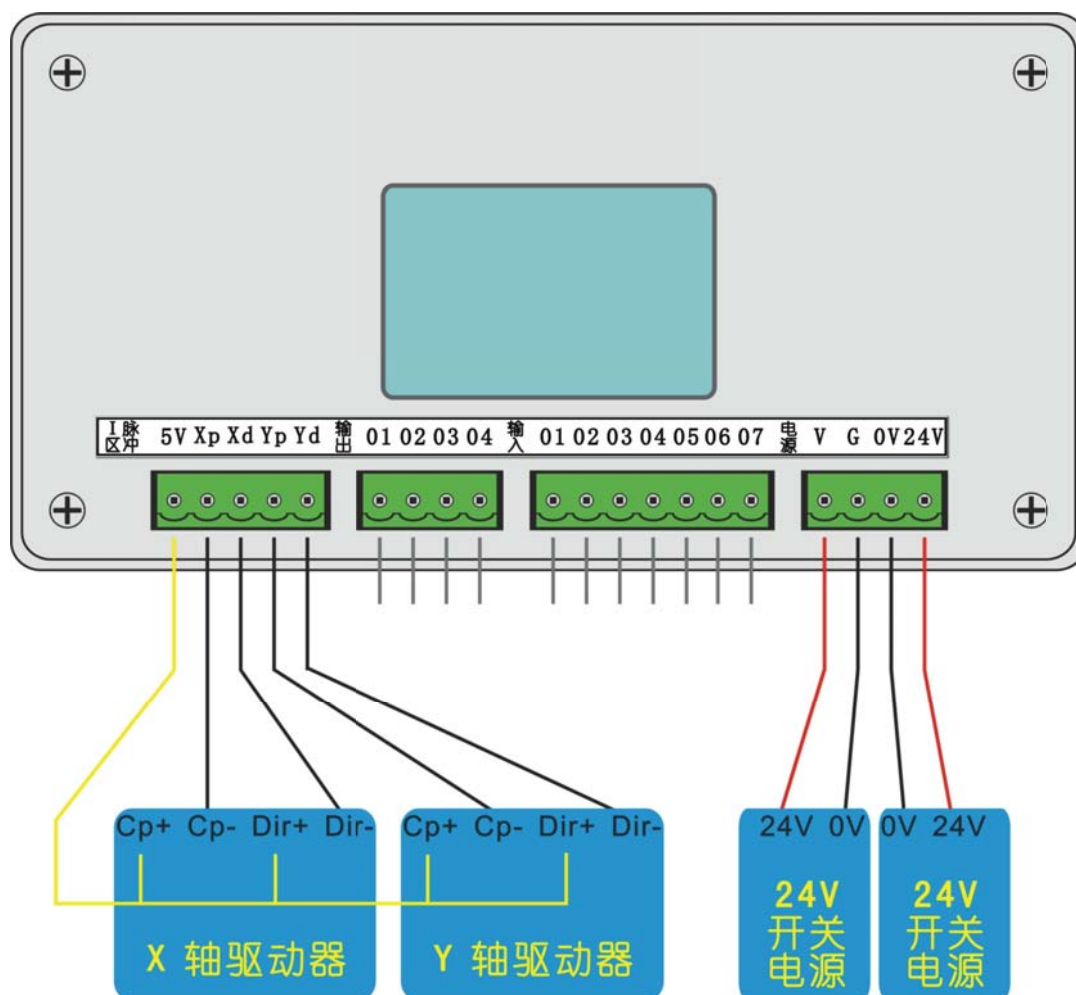 I区 脉冲 5V Xp Xd Yp Yd 输出 01 02 03 04 输入 01 02 03 04 05 06 07 电源 V G 0V 24V
Cp+ Cp- Dir+ Dir- Cp+ Cp- Dir+ Dir- 24V 0V 0V 24V
X 轴驱动器
Y 轴驱动器
24V
开关
电源
24V
开关
电源